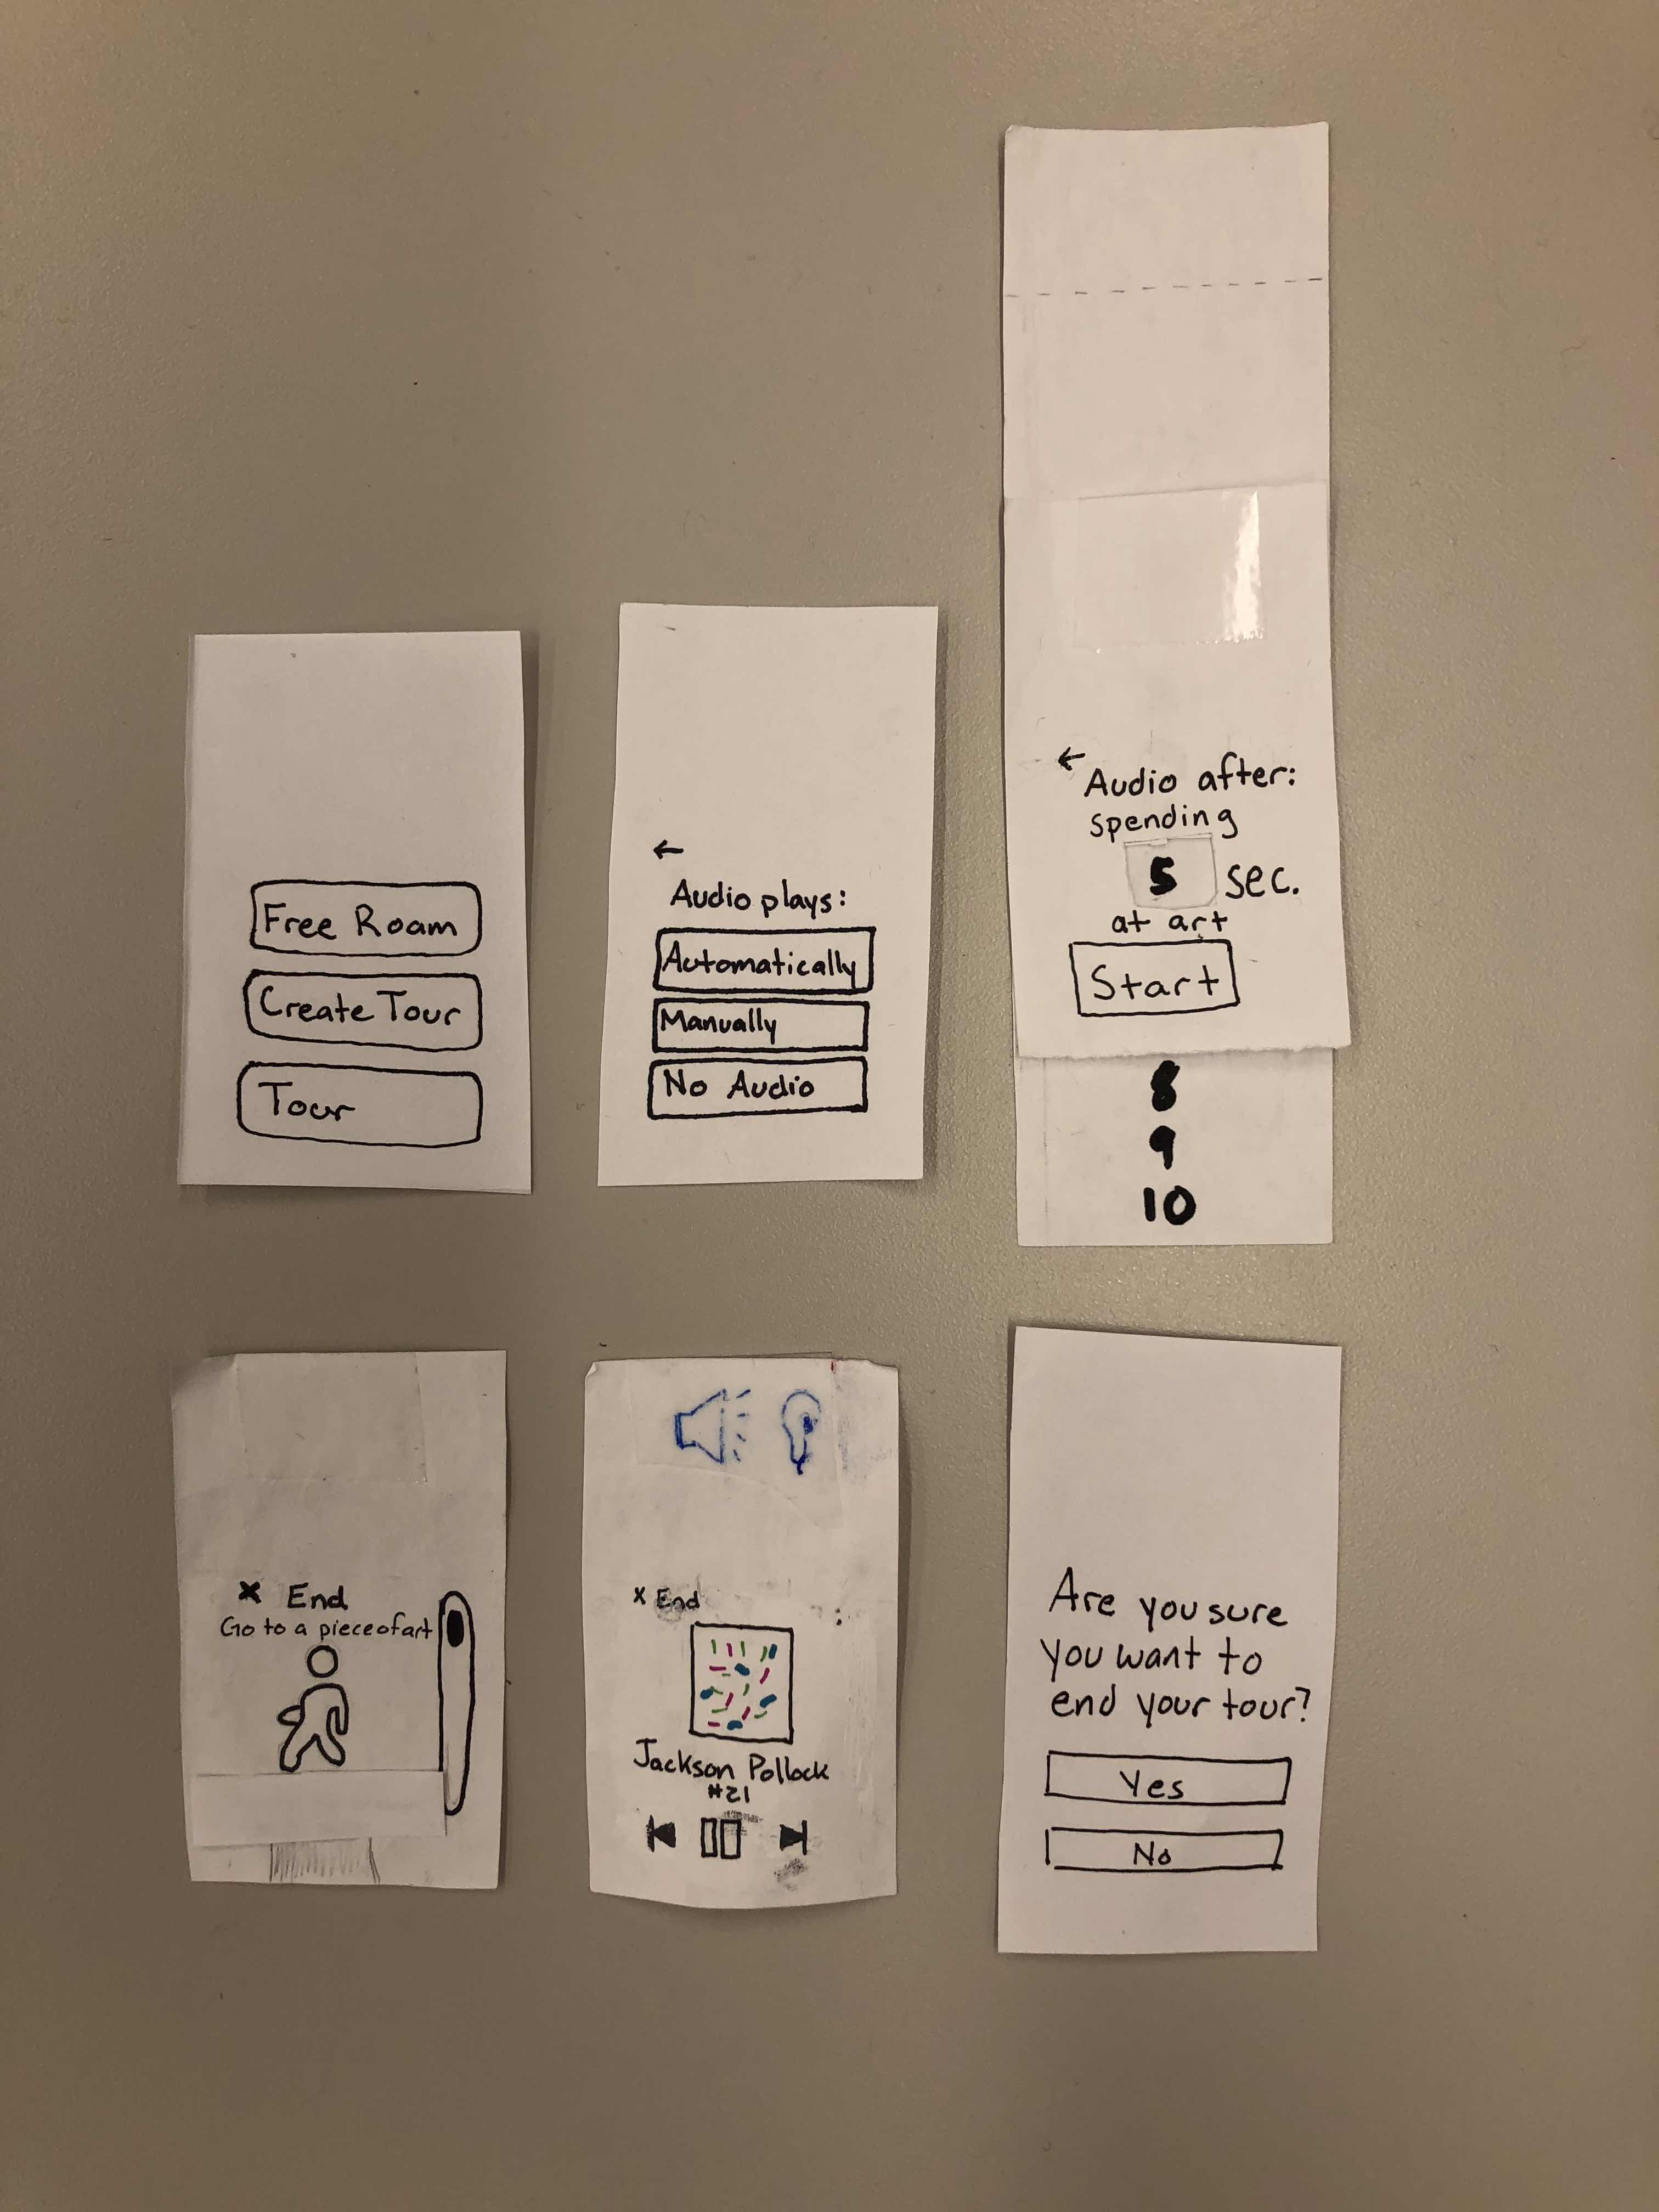 Free Roam
Create Tour
Tour
←
Audio plays:
Automatically
Manually
No Audio
←
Audio after:
spending
5 sec.
at art
Start
8
9
10
x End
Go to a piece of art
x End
:
Jackson Pollock
#21
Are you sure
you want to
end your tour?
Yes
No